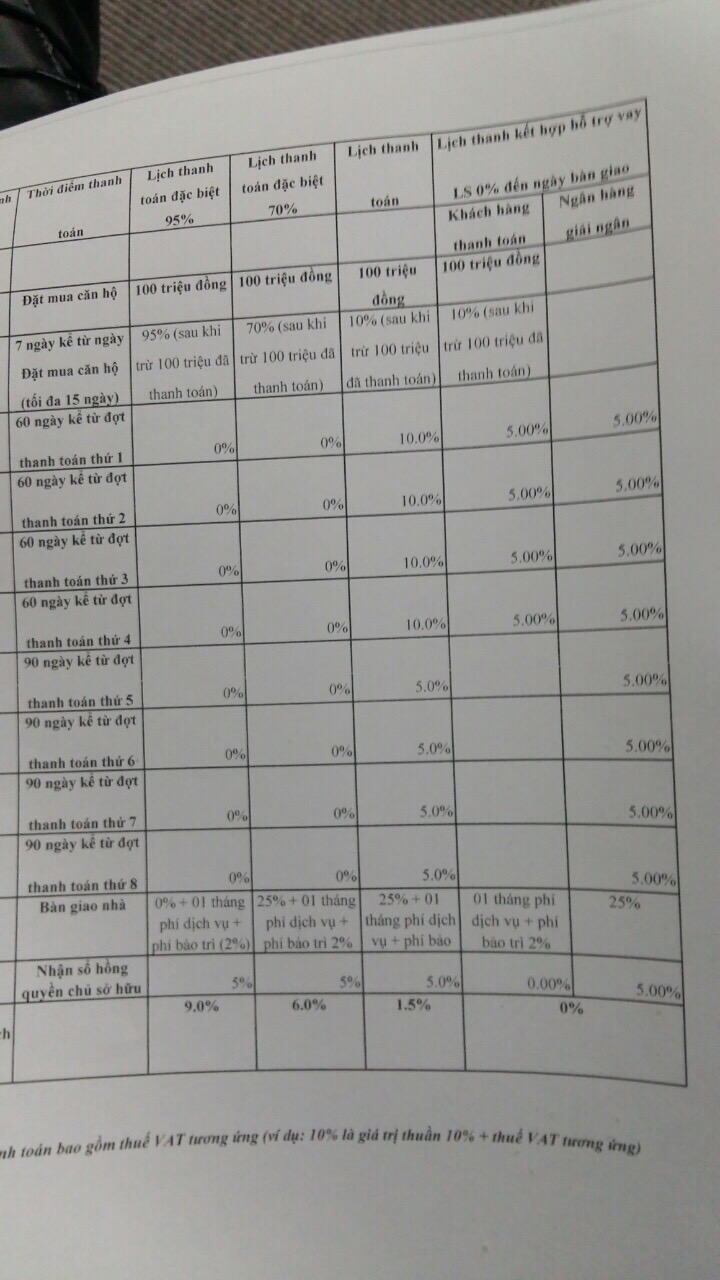 Thời điểm thanh toán | Lịch thanh toán đặc biệt 95% | Lịch thanh toán đặc biệt 70% | Lịch thanh toán | Lịch thanh kết hợp hỗ trợ vay LS 0% đến ngày bàn giao
Khách hàng thanh toán | Ngân hàng giải ngân
Đặt mua căn hộ | 100 triệu đồng | 100 triệu đồng | 100 triệu đồng | 100 triệu đồng
7 ngày kể từ ngày Đặt mua căn hộ (tối đa 15 ngày) | 95% (sau khi trừ 100 triệu đã thanh toán) | 70% (sau khi trừ 100 triệu đã thanh toán) | 10% (sau khi trừ 100 triệu đã thanh toán) | 10% (sau khi trừ 100 triệu đã thanh toán)
60 ngày kể từ đợt thanh toán thứ 1 | 0% | 0% | 10.0% | 5.00% | 5.00%
60 ngày kể từ đợt thanh toán thứ 2 | 0% | 0% | 10.0% | 5.00% | 5.00%
60 ngày kể từ đợt thanh toán thứ 3 | 0% | 0% | 10.0% | 5.00% | 5.00%
60 ngày kể từ đợt thanh toán thứ 4 | 0% | 0% | 10.0% | 5.00% | 5.00%
90 ngày kể từ đợt thanh toán thứ 5 | 0% | 0% | 5.0% | 5.00%
90 ngày kể từ đợt thanh toán thứ 6 | 0% | 0% | 5.0% | 5.00%
90 ngày kể từ đợt thanh toán thứ 7 | 0% | 0% | 5.0% | 5.00%
90 ngày kể từ đợt thanh toán thứ 8 | 0% | 0% | 5.0% | 5.00%
Bàn giao nhà | 0% + 01 tháng phí dịch vụ + phí bảo trì (2%) | 25% + 01 tháng phí dịch vụ + phí bảo trì 2% | 25% + 01 tháng phí dịch vụ + phí bảo | 01 tháng phí dịch vụ + phí bảo trì 2% | 25%
Nhận sổ hồng quyền chủ sở hữu | 5% | 5% | 5.0% | 0.00% | 5.00%
9.0% | 6.0% | 1.5% | 0%
toán bao gồm thuế VAT tương ứng (ví dụ: 10% là giá trị thuần 10% + thuế VAT tương ứng)